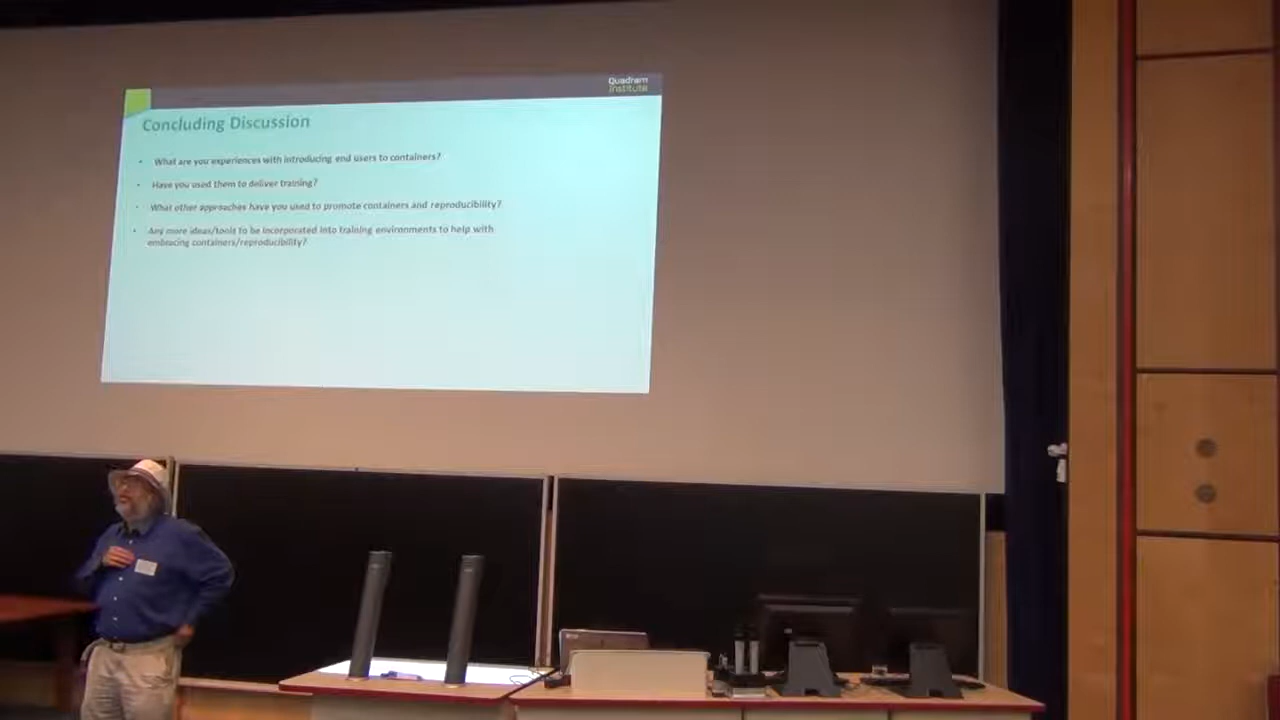 Quadram
Institute
Concluding Discussion
• What are you experiences with introducing end users to containers?
• Have you used them to deliver training?
• What other approaches have you used to promote containers and reproducibility?
• Any more ideas/tools to be incorporated into training environments to help with
embracing containers/reproducibility?